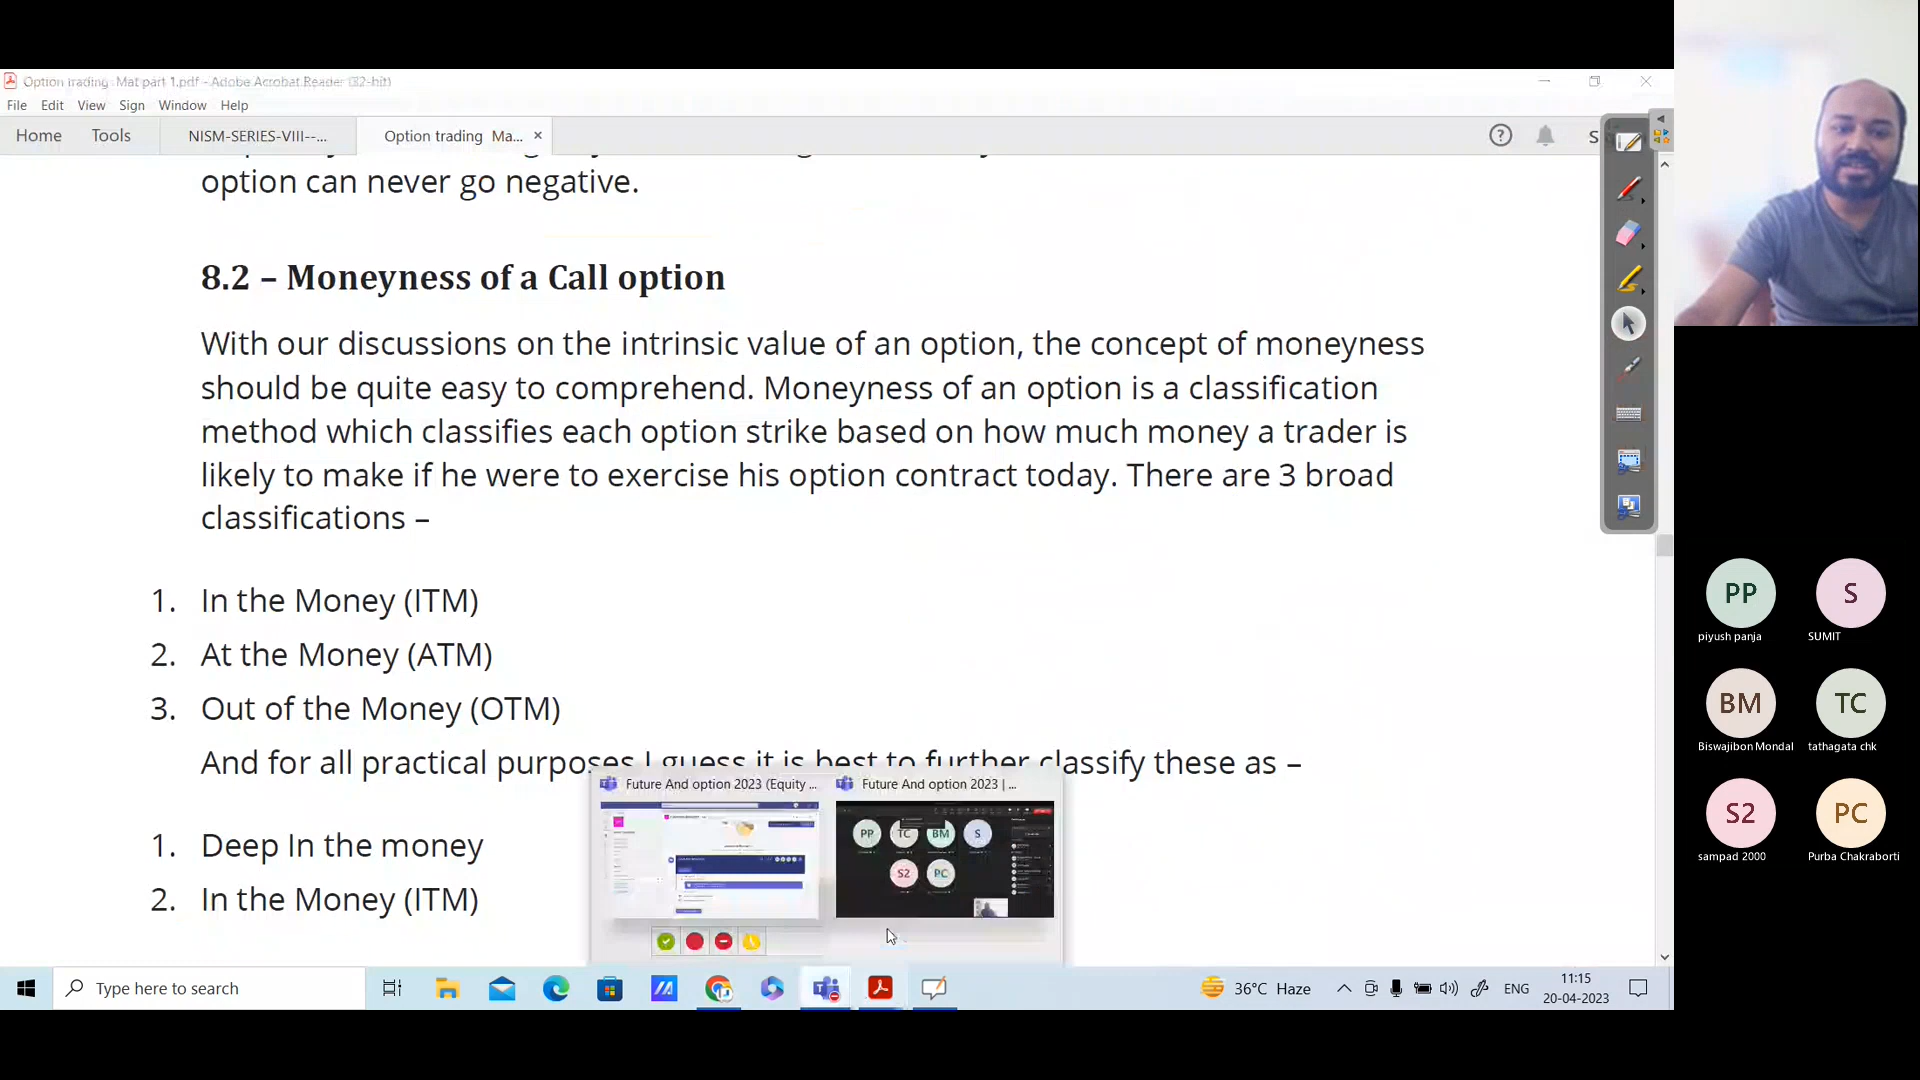 Option trading Mat part 1.pdf - Adobe Acrobat Reader (32-bit)
File Edit View Sign Window Help
Home Tools NISM-SERIES-VIII--... Option trading Ma...
option can never go negative.
8.2 – Moneyness of a Call option
With our discussions on the intrinsic value of an option, the concept of moneyness
should be quite easy to comprehend. Moneyness of an option is a classification
method which classifies each option strike based on how much money a trader is
likely to make if he were to exercise his option contract today. There are 3 broad
classifications –
1. In the Money (ITM)
2. At the Money (ATM)
3. Out of the Money (OTM)
And for all practical purposes I guess it is best to further classify these as –
1. Deep In the money
2. In the Money (ITM)
Future And option 2023 (Equity ...
Future And option 2023 | ...
PP TC BM S
S2 PC
Type here to search
36°C Haze
ENG
11:15
20-04-2023
PP
piyush panja
S
SUMIT
BM
Biswajibon Mondal
TC
tathagata chk
S2
sampad 2000
PC
Purba Chakraborti